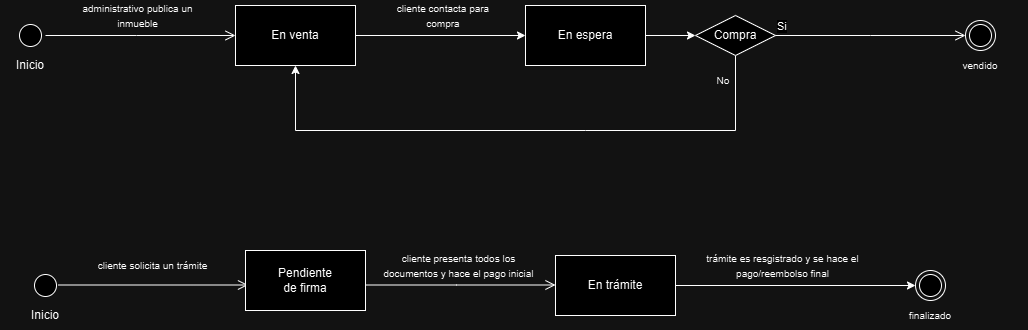 administrativo publica un
inmueble
cliente contacta para
compra
En venta
En espera
Compra
Si
Inicio
vendido
No
cliente solicita un trámite
cliente presenta todos los
documentos y hace el pago inicial
trámite es resgistrado y se hace el
pago/reembolso final
Pendiente
de firma
En trámite
Inicio
finalizado